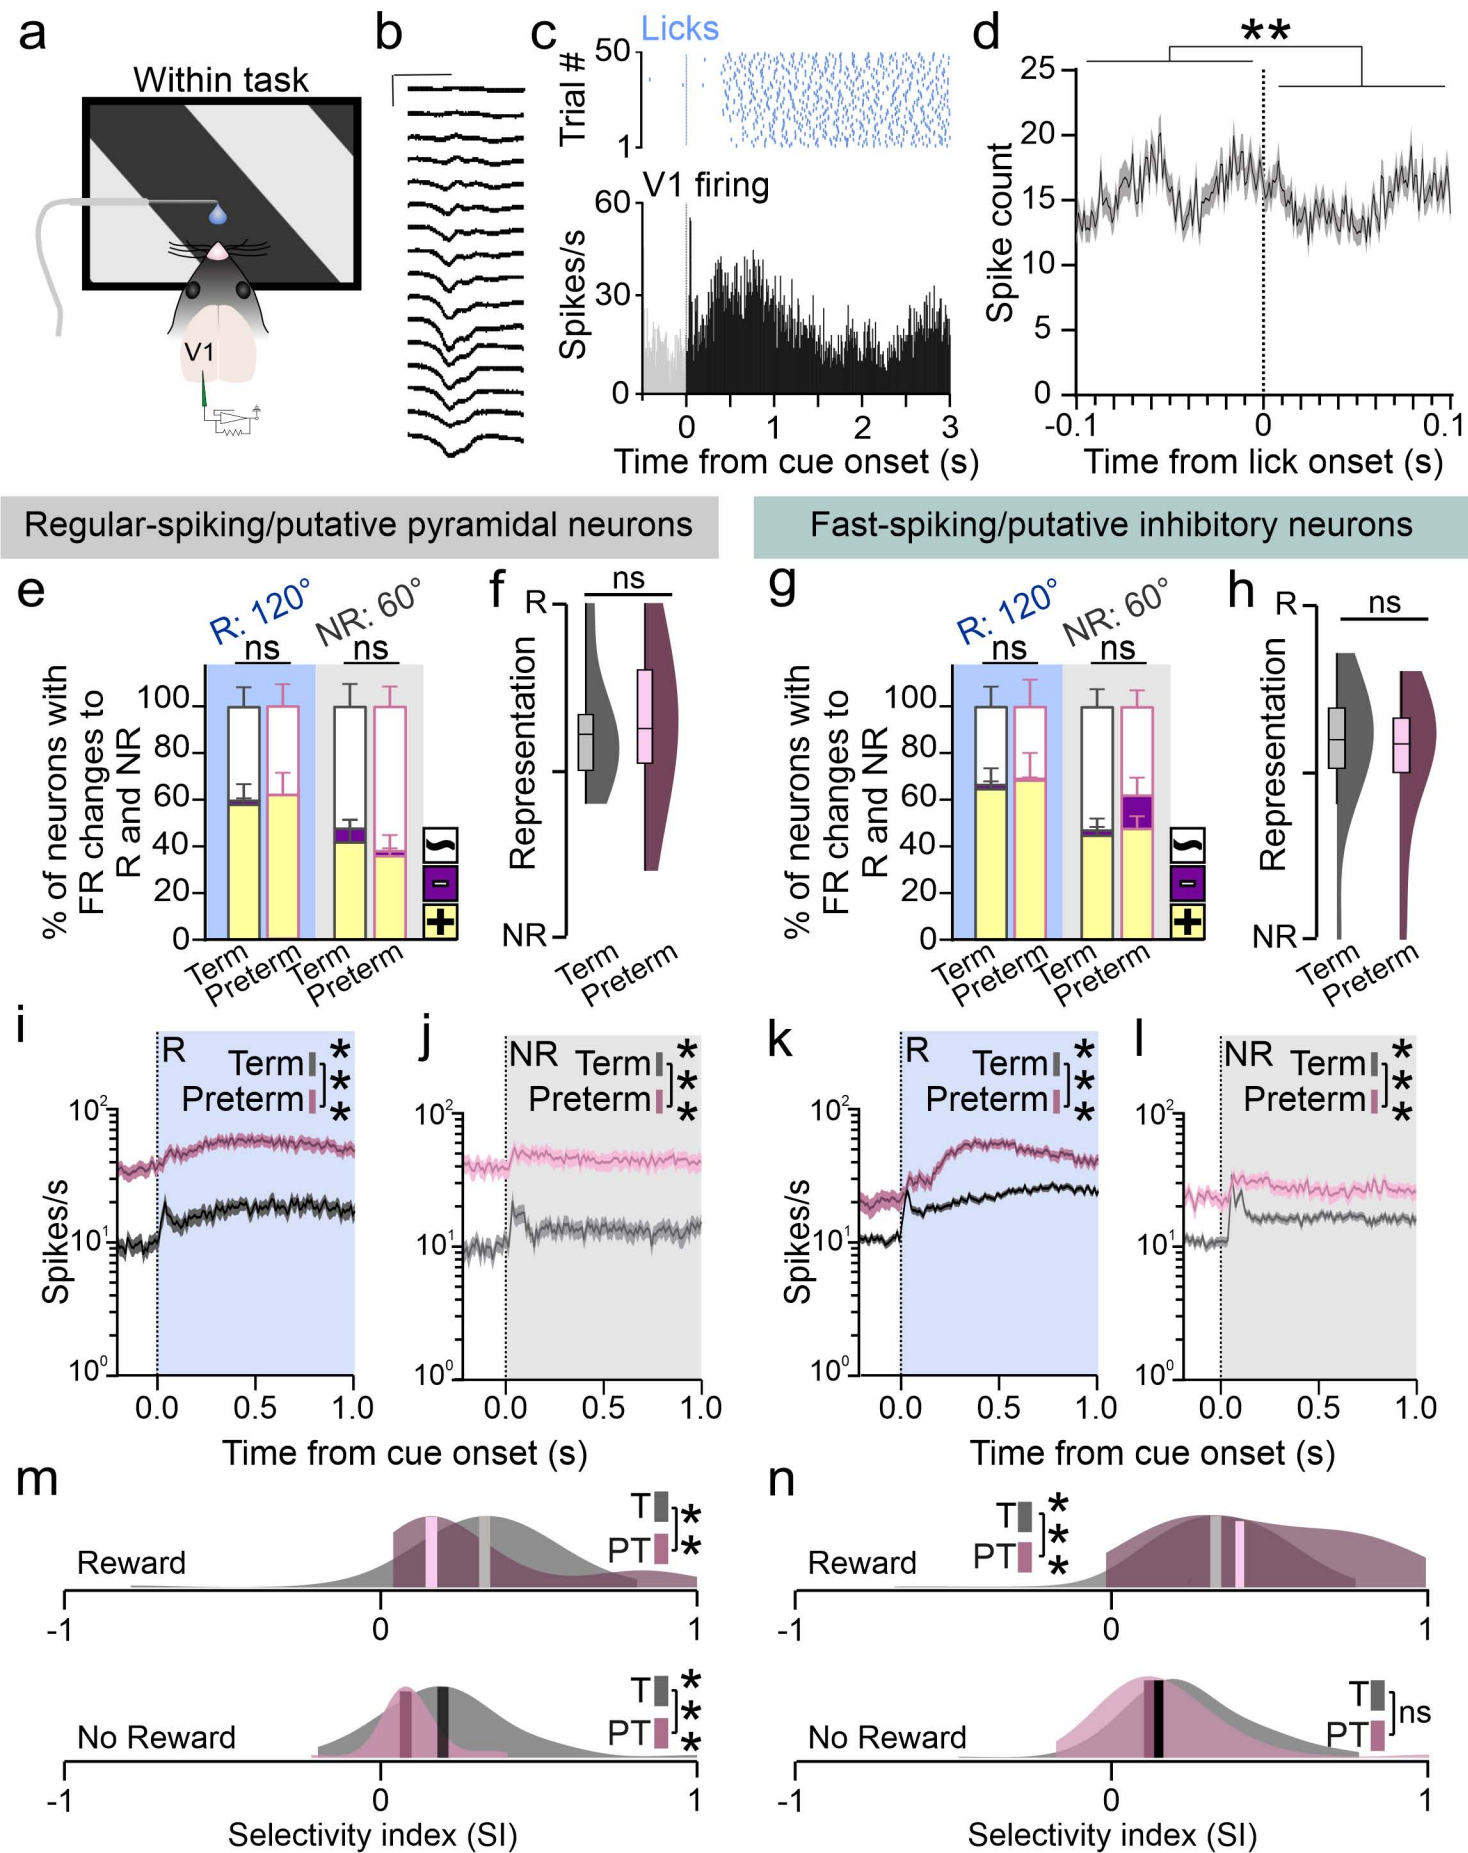 a
Within task
V1
b
c
Licks
Trial #
50
1
V1 firing
Spikes/s
60
30
0
0 1 2 3
Time from cue onset (s)
d
**
Spike count
25
20
15
10
5
0
-0.1 0 0.1
Time from lick onset (s)
Regular-spiking/putative pyramidal neurons
Fast-spiking/putative inhibitory neurons
e
R: 120°
NR: 60°
ns ns
% of neurons with
FR changes to
R and NR
100
80
60
40
20
0
~
-
+
Term Preterm Term Preterm
f
ns
R
Representation
NR
Term Preterm
g
R: 120°
NR: 60°
ns ns
% of neurons with
FR changes to
R and NR
100
80
60
40
20
0
~
-
+
Term Preterm Term Preterm
h
ns
R
Representation
NR
Term Preterm
i
R
Term
Preterm
***
Spikes/s
10²
10¹
10⁰
0.0 0.5 1.0
j
NR
Term
Preterm
***
10²
10¹
10⁰
0.0 0.5 1.0
Time from cue onset (s)
k
R
Term
Preterm
***
Spikes/s
10²
10¹
10⁰
0.0 0.5 1.0
l
NR
Term
Preterm
***
10²
10¹
10⁰
0.0 0.5 1.0
Time from cue onset (s)
m
T
PT
**
Reward
-1 0 1
T
PT
***
No Reward
-1 0 1
Selectivity index (SI)
n
T
PT
***
Reward
-1 0 1
T
PT
ns
No Reward
-1 0 1
Selectivity index (SI)